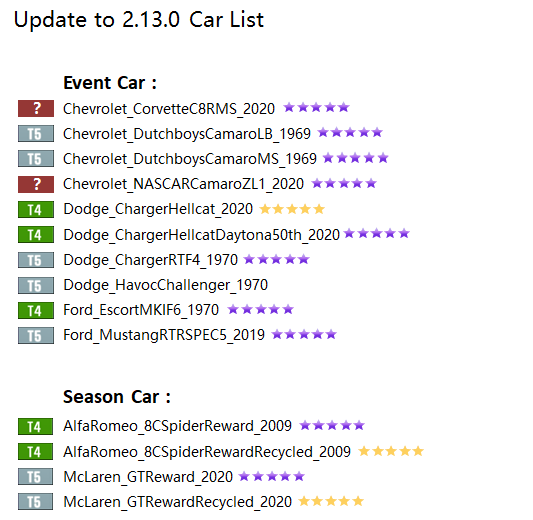 Update to 2.13.0 Car List
Event Car :
? Chevrolet_CorvetteC8RMS_2020
T5 Chevrolet_DutchboysCamaroLB_1969
T5 Chevrolet_DutchboysCamaroMS_1969
? Chevrolet_NASCARCamaroZL1_2020
T4 Dodge_ChargerHellcat_2020
T4 Dodge_ChargerHellcatDaytona50th_2020
T5 Dodge_ChargerRTF4_1970
T5 Dodge_HavocChallenger_1970
T4 Ford_EscortMKIF6_1970
T5 Ford_MustangRTRSPEC5_2019
Season Car :
T4 AlfaRomeo_8CSpiderReward_2009
T4 AlfaRomeo_8CSpiderRewardRecycled_2009
T5 McLaren_GTReward_2020
T5 McLaren_GTRewardRecycled_2020